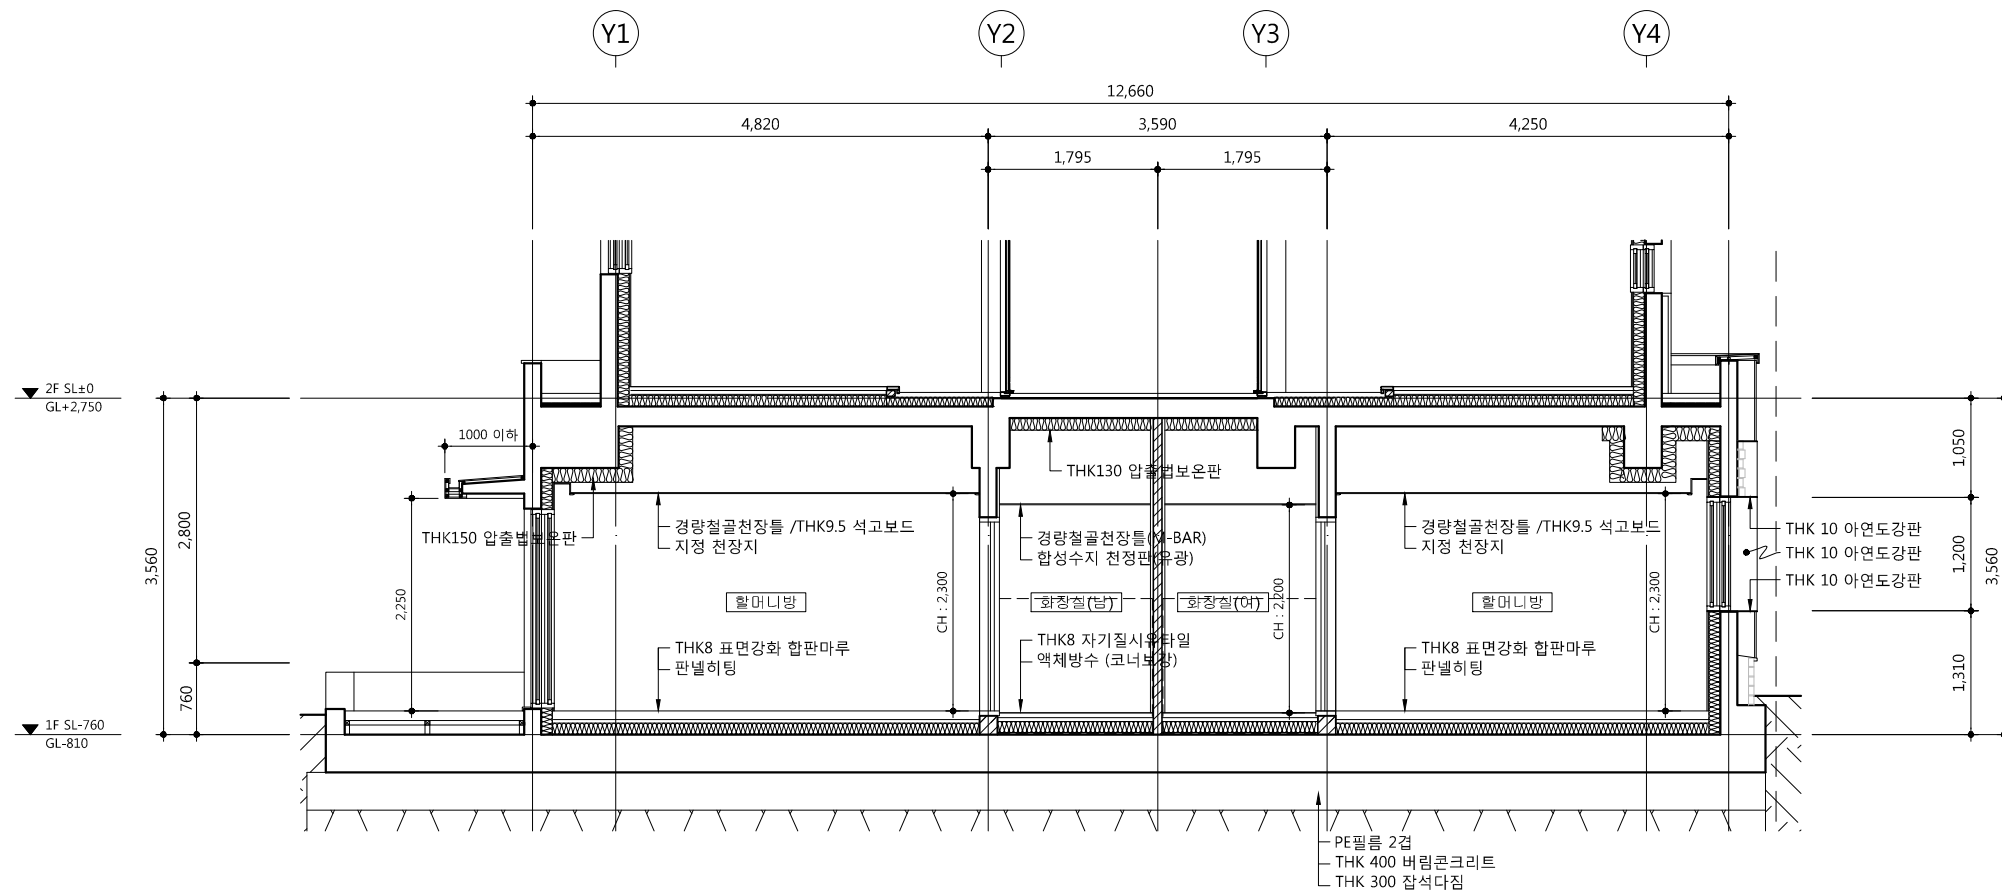 Y1
Y2
Y3
Y4
12,660
4,820
3,590
4,250
1,795
1,795
2F SL±0
GL+2,750
1000 이하
THK130 압출법보온판
THK150 압출법보온판
경량철골천장틀 /THK9.5 석고보드
지정 천장지
경량철골천장틀(M-BAR)
합성수지 천정판(유광)
경량철골천장틀 /THK9.5 석고보드
지정 천장지
THK 10 아연도강판
THK 10 아연도강판
THK 10 아연도강판
3,560
2,800
2,250
760
CH : 2,300
CH : 2,200
CH : 2,300
1,050
1,200
1,310
3,560
할머니방
화장실(남)
화장실(여)
할머니방
THK8 표면강화 합판마루
판넬히팅
THK8 자기질시유타일
액체방수 (코너보강)
THK8 표면강화 합판마루
판넬히팅
1F SL-760
GL-810
PE필름 2겹
THK 400 버림콘크리트
THK 300 잡석다짐